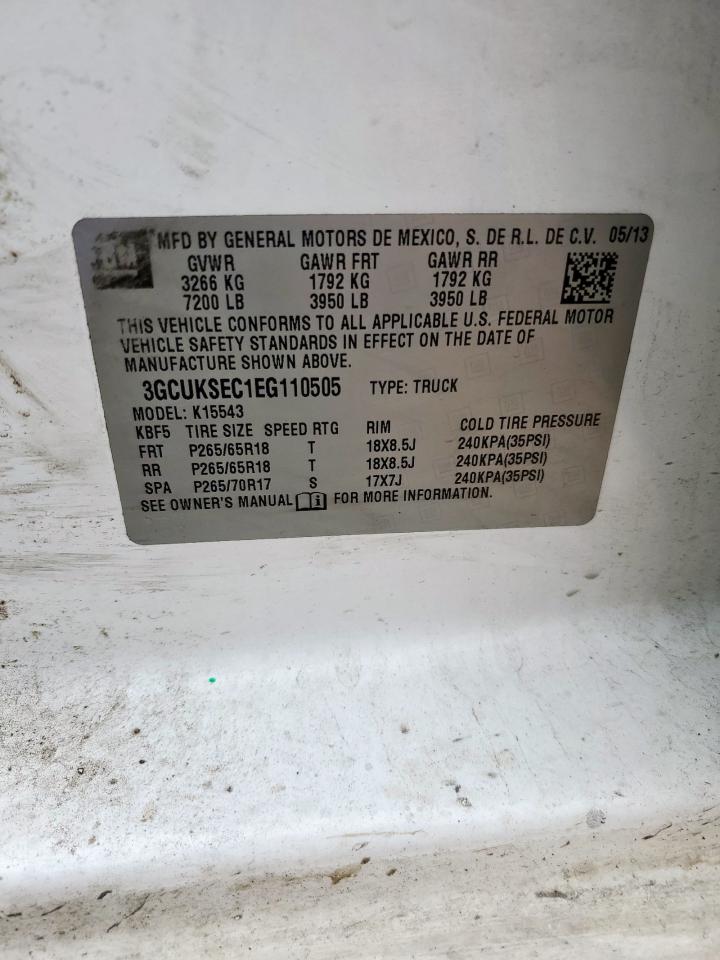 GM
MFD BY GENERAL MOTORS DE MEXICO, S. DE R.L. DE C.V. 05/13
GVWR GAWR FRT GAWR RR
3266 KG 1792 KG 1792 KG
7200 LB 3950 LB 3950 LB
THIS VEHICLE CONFORMS TO ALL APPLICABLE U.S. FEDERAL MOTOR
VEHICLE SAFETY STANDARDS IN EFFECT ON THE DATE OF
MANUFACTURE SHOWN ABOVE.
3GCUKSEC1EG110505 TYPE: TRUCK
MODEL: K15543
KBF5 TIRE SIZE SPEED RTG RIM COLD TIRE PRESSURE
FRT P265/65R18 T 18X8.5J 240KPA(35PSI)
RR P265/65R18 T 18X8.5J 240KPA(35PSI)
SPA P265/70R17 S 17X7J 240KPA(35PSI)
SEE OWNER'S MANUAL FOR MORE INFORMATION.